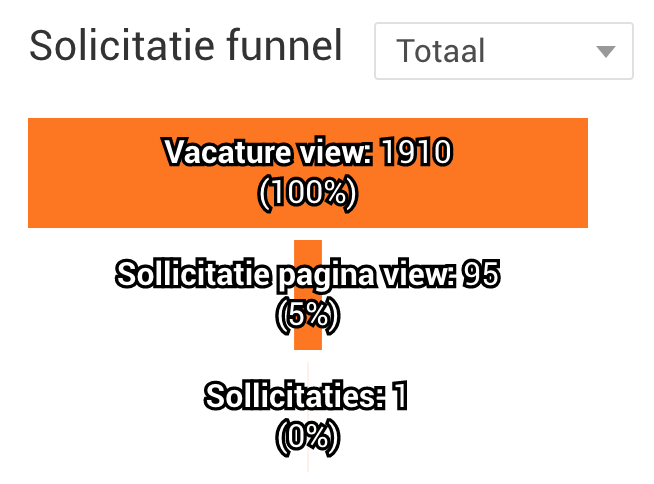 Solicitatie funnel
Totaal
Vacature view: 1910
(100%)
Sollicitatie pagina view: 95
(5%)
Sollicitaties: 1
(0%)